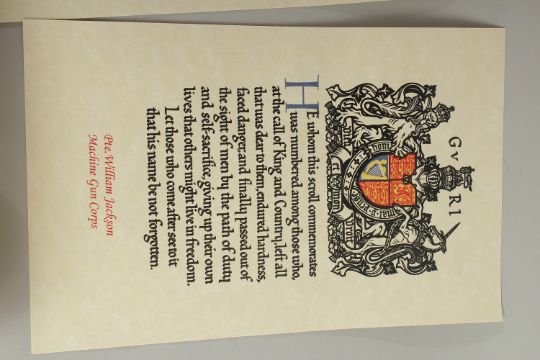 GVRI
HE whom this scroll commemorates
was numbered among those who,
at the call of King and Country, left all
that was dear to them, endured hardness,
faced danger, and finally passed out of
the sight of men by the path of duty
and self-sacrifice, giving up their own
lives that others might live in freedom.
Let those who come after see to it
that his name be not forgotten.
Pte. William Jackson
Machine Gun Corps